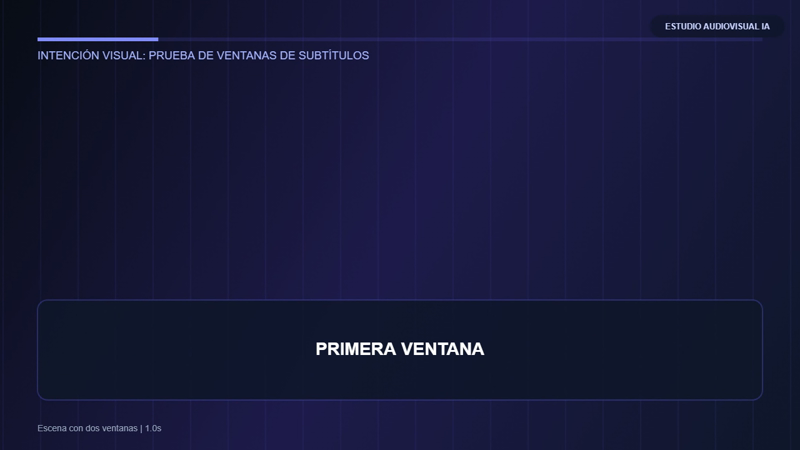 ESTUDIO AUDIOVISUAL IA
INTENCIÓN VISUAL: PRUEBA DE VENTANAS DE SUBTÍTULOS
PRIMERA VENTANA
Escena con dos ventanas | 1.0s